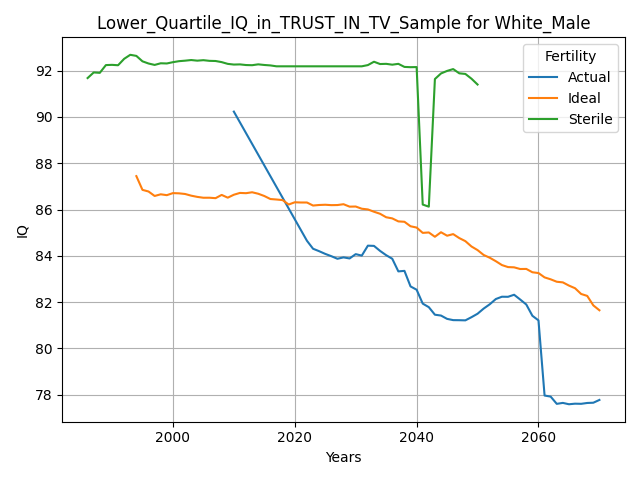 Lower_Quartile_IQ_in_TRUST_IN_TV_Sample for White_Male
Fertility
Actual
Ideal
Sterile
IQ
92
90
88
86
84
82
80
78
2000
2020
2040
2060
Years